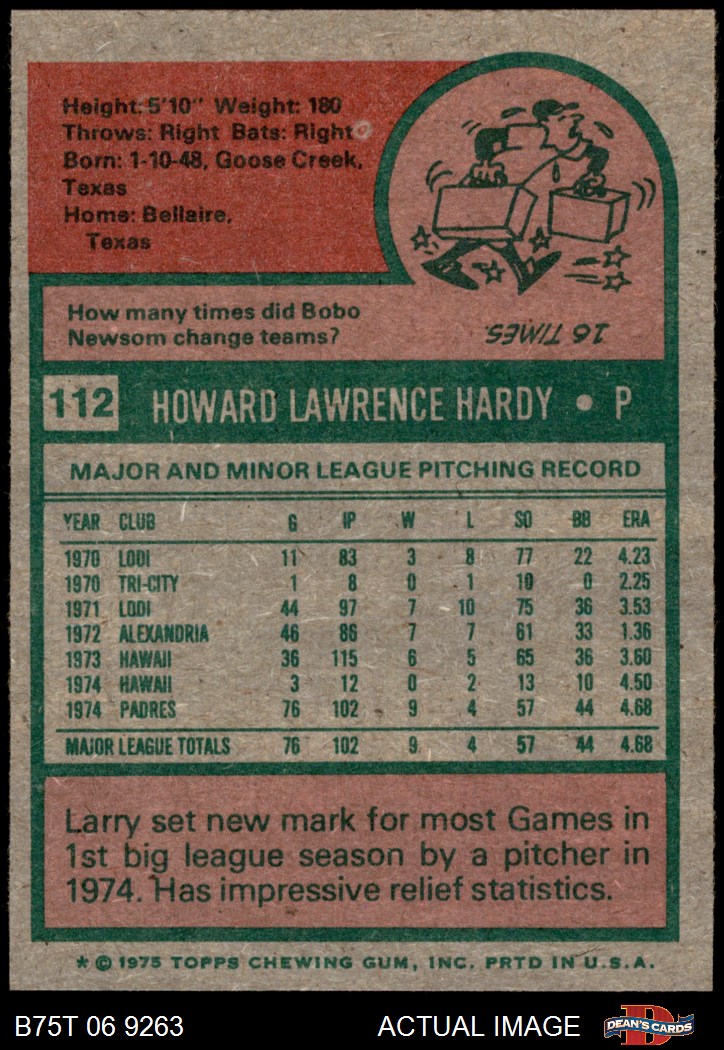 Height: 5'10" Weight: 180
Throws: Right Bats: Right
Born: 1-10-48, Goose Creek,
Texas
Home: Bellaire,
Texas
How many times did Bobo
Newsom change teams?
16 TIMES.
112 HOWARD LAWRENCE HARDY • P
MAJOR AND MINOR LEAGUE PITCHING RECORD
YEAR CLUB G IP W L SO BB ERA
1970 LODI 11 83 3 8 77 22 4.23
1970 TRI-CITY 1 8 0 1 10 0 2.25
1971 LODI 44 97 7 10 75 36 3.53
1972 ALEXANDRIA 46 86 7 7 61 33 1.36
1973 HAWAII 36 115 6 5 65 36 3.60
1974 HAWAII 3 12 0 2 13 10 4.50
1974 PADRES 76 102 9 4 57 44 4.68
MAJOR LEAGUE TOTALS 76 102 9 4 57 44 4.68
Larry set new mark for most Games in
1st big league season by a pitcher in
1974. Has impressive relief statistics.
* © 1975 TOPPS CHEWING GUM, INC. PRTD IN U.S.A.
B75T 06 9263 ACTUAL IMAGE D DEAN'S CARDS